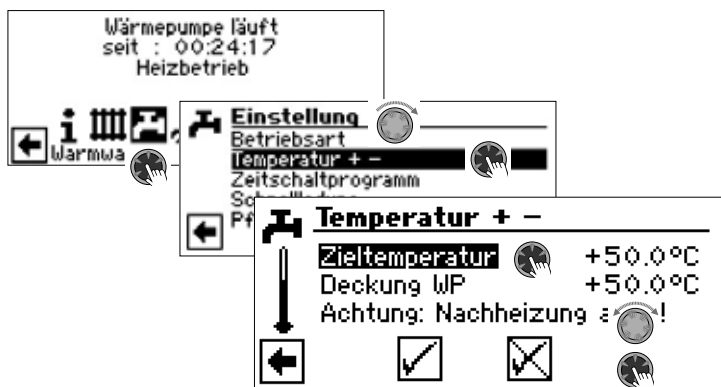 Wärmepumpe läuft
seit : 00:24:17
Heizbetrieb
Warmwa
Einstellung
Betriebsart
Temperatur + -
Zeitschaltprogramm
Temperatur + -
Zieltemperatur +50.0°C
Deckung WP +50.0°C
Achtung: Nachheizung !